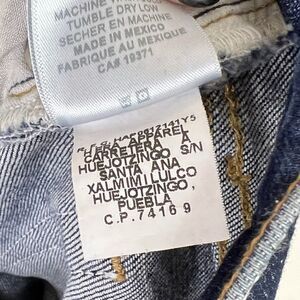 MACHINE
TUMBLE DRY LOW
SECHER EN MACHINE
MADE IN MEXICO
FABRIQUE AU MEXIQUE
CA# 19371
CARRETERA A
HUEJOTZINGO S/N
SANTA ANA
XALMIMILULCO
HUEJOTZINGO,
PUEBLA
C.P.74169